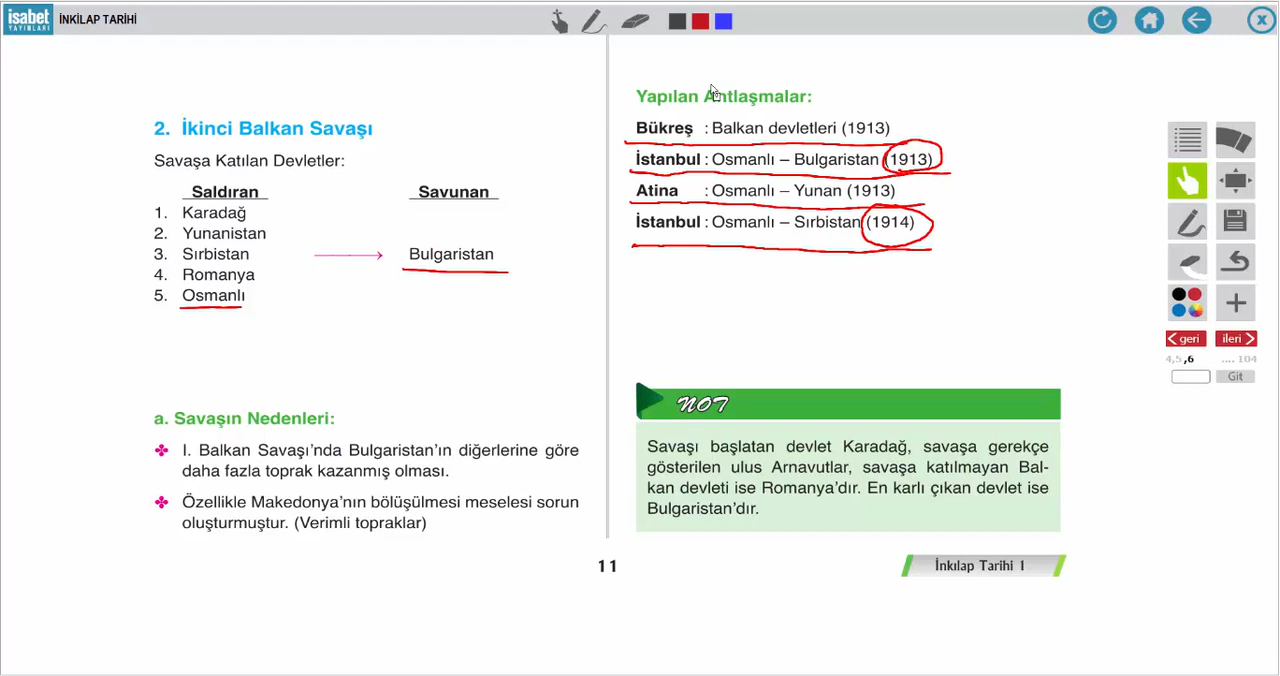 isabet
YAYINLARI
İNKİLAP TARİHİ
2. İkinci Balkan Savaşı
Savaşa Katılan Devletler:
Saldıran Savunan
1. Karadağ
2. Yunanistan
3. Sırbistan Bulgaristan
4. Romanya
5. Osmanlı
a. Savaşın Nedenleri:
I. Balkan Savaşı’nda Bulgaristan’ın diğerlerine göre
daha fazla toprak kazanmış olması.
Özellikle Makedonya’nın bölüşülmesi meselesi sorun
oluşturmuştur. (Verimli topraklar)
Yapılan Antlaşmalar:
Bükreş : Balkan devletleri (1913)
İstanbul : Osmanlı – Bulgaristan (1913)
Atina : Osmanlı – Yunan (1913)
İstanbul : Osmanlı – Sırbistan (1914)
NOT
Savaşı başlatan devlet Karadağ, savaşa gerekçe
gösterilen ulus Arnavutlar, savaşa katılmayan Bal-
kan devleti ise Romanya’dır. En karlı çıkan devlet ise
Bulgaristan’dır.
11
İnkılap Tarihi 1
geri ileri
4,5,6 .... 104
Git